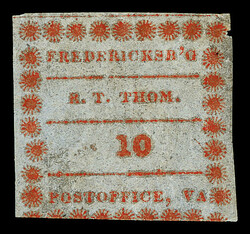 FREDERICKSB'G
R. T. THOM.
10
POSTOFFICE, VA